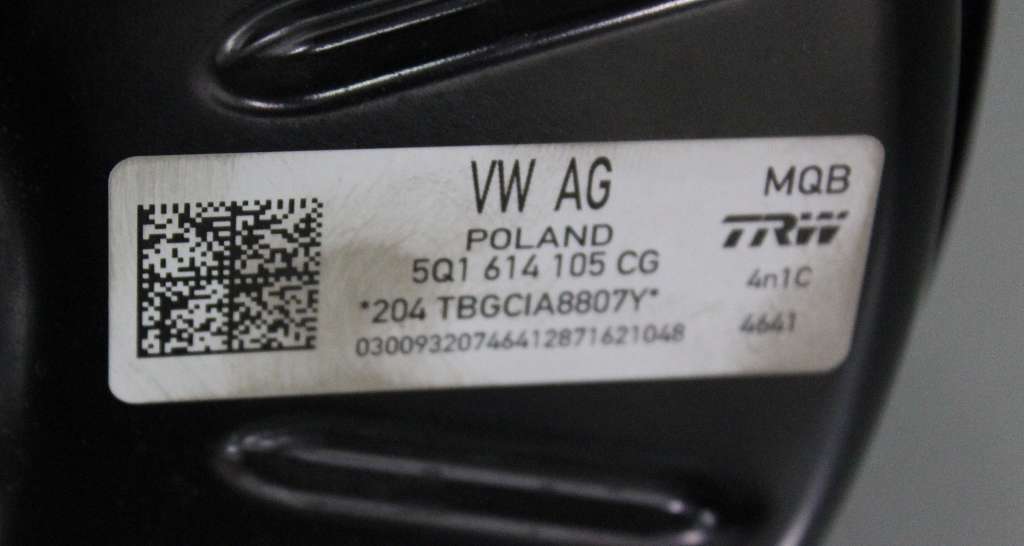 VW AG
POLAND
5Q1 614 105 CG
*204 TBGCIA8807Y*
03009320746412871621048
MQB
TRW
4n1C
4641